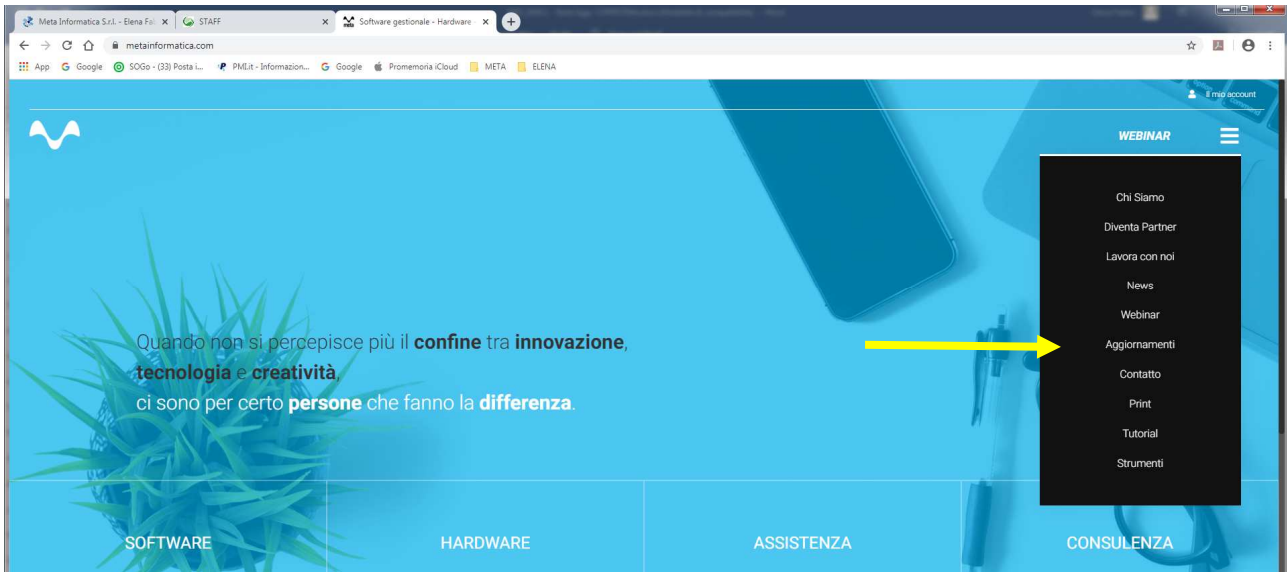 Meta Informatica S.r.l. - Elena Fal
STAFF
Software gestionale - Hardware -
metainformatica.com
App
Google
SOGo - (33) Posta i...
PMI.it - Informazion...
Google
Promemoria iCloud
META
ELENA
Il mio account
WEBINAR
Chi Siamo
Diventa Partner
Lavora con noi
News
Webinar
Aggiornamenti
Contatto
Print
Tutorial
Strumenti
Quando non si percepisce più il confine tra innovazione,
tecnologia e creatività,
ci sono per certo persone che fanno la differenza.
SOFTWARE
HARDWARE
ASSISTENZA
CONSULENZA